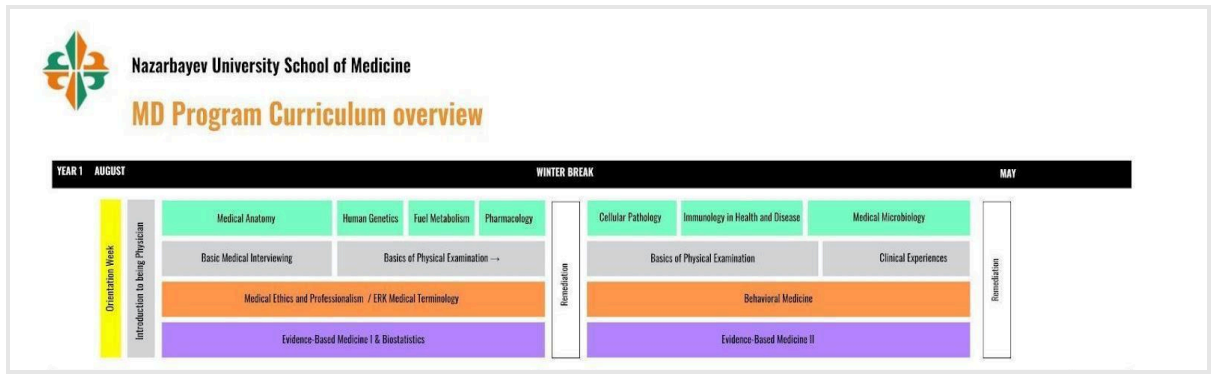 Nazarbayev University School of Medicine
MD Program Curriculum overview
YEAR 1 AUGUST WINTER BREAK MAY
Orientation Week
Introduction to being Physician
Medical Anatomy Human Genetics Fuel Metabolism Pharmacology
Basic Medical Interviewing Basics of Physical Examination →
Medical Ethics and Professionalism / ERK Medical Terminology
Evidence-Based Medicine I & Biostatistics
Remediation
Cellular Pathology Immunology in Health and Disease Medical Microbiology
Basics of Physical Examination Clinical Experiences
Behavioral Medicine
Evidence-Based Medicine II
Remediation